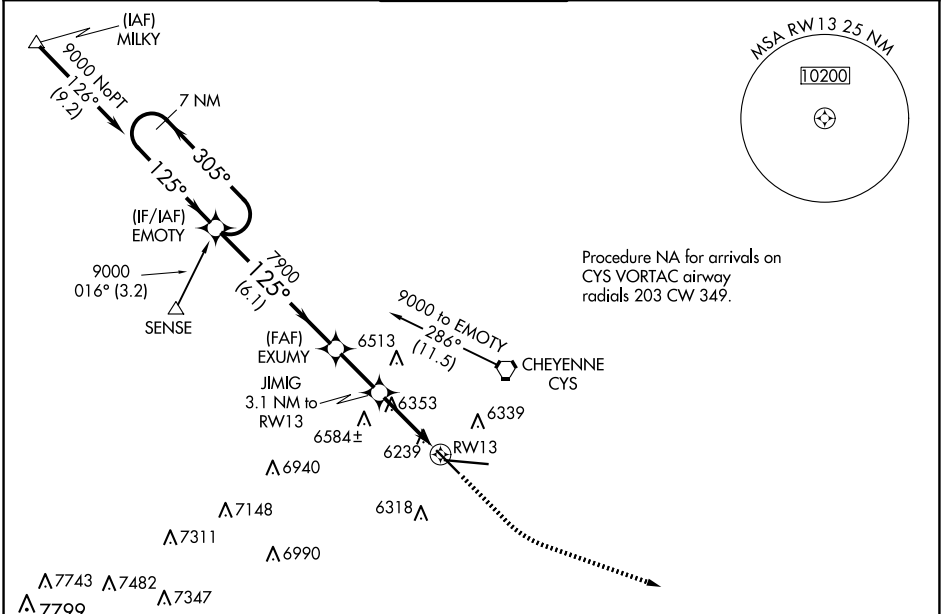 (IAF)
MILKY
9000 NoPT
126°
(9.2)
7 NM
305°
125°
(IF/IAF)
EMOTY
9000
016° (3.2)
SENSE
7900
125°
(6.1)
(FAF)
EXUMY
JIMIG
3.1 NM to
RW13
6513
6353
6584±
6239
RW13
6339
6318
9000 to EMOTY
286°
(11.5)
CHEYENNE
CYS
Procedure NA for arrivals on
CYS VORTAC airway
radials 203 CW 349.
MSA RW13 25 NM
10200
6940
7148
7311
6990
7743
7482
7347
7799